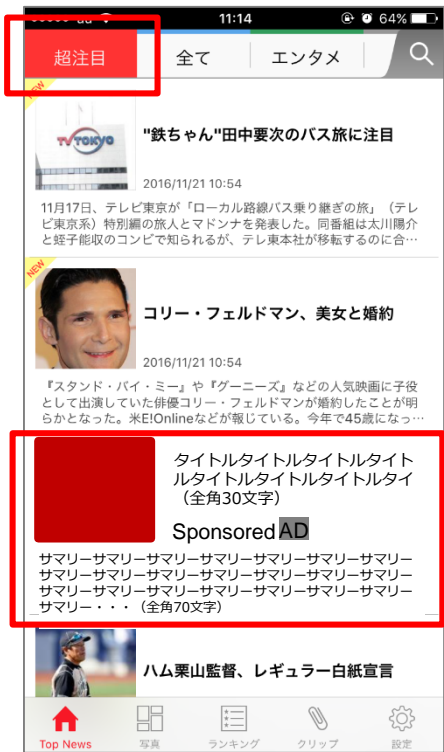 11:14
64%
超注目
全て
エンタメ
NEW
TV TOKYO
"鉄ちゃん"田中要次のバス旅に注目
2016/11/21 10:54
11月17日、テレビ東京が「ローカル路線バス乗り継ぎの旅」（テレ
ビ東京系）特別編の旅人とマドンナを発表した。同番組は太川陽介
と蛭子能収のコンビで知られるが、テレ東本社が移転するのに合…
NEW
コリー・フェルドマン、美女と婚約
2016/11/21 10:54
『スタンド・バイ・ミー』や『グーニーズ』などの人気映画に子役
として出演していた俳優コリー・フェルドマンが婚約したことが明
らかとなった。米E!Onlineなどが報じている。今年で45歳になっ…
タイトルタイトルタイトルタイト
ルタイトルタイトルタイトルタイ
（全角30文字）
Sponsored AD
サマリーサマリーサマリーサマリーサマリーサマリーサマリー
サマリーサマリーサマリーサマリーサマリーサマリーサマリー
サマリーサマリーサマリーサマリーサマリーサマリーサマリー
サマリー・・・（全角70文字）
ハム栗山監督、レギュラー白紙宣言
Top News
写真
ランキング
クリップ
設定